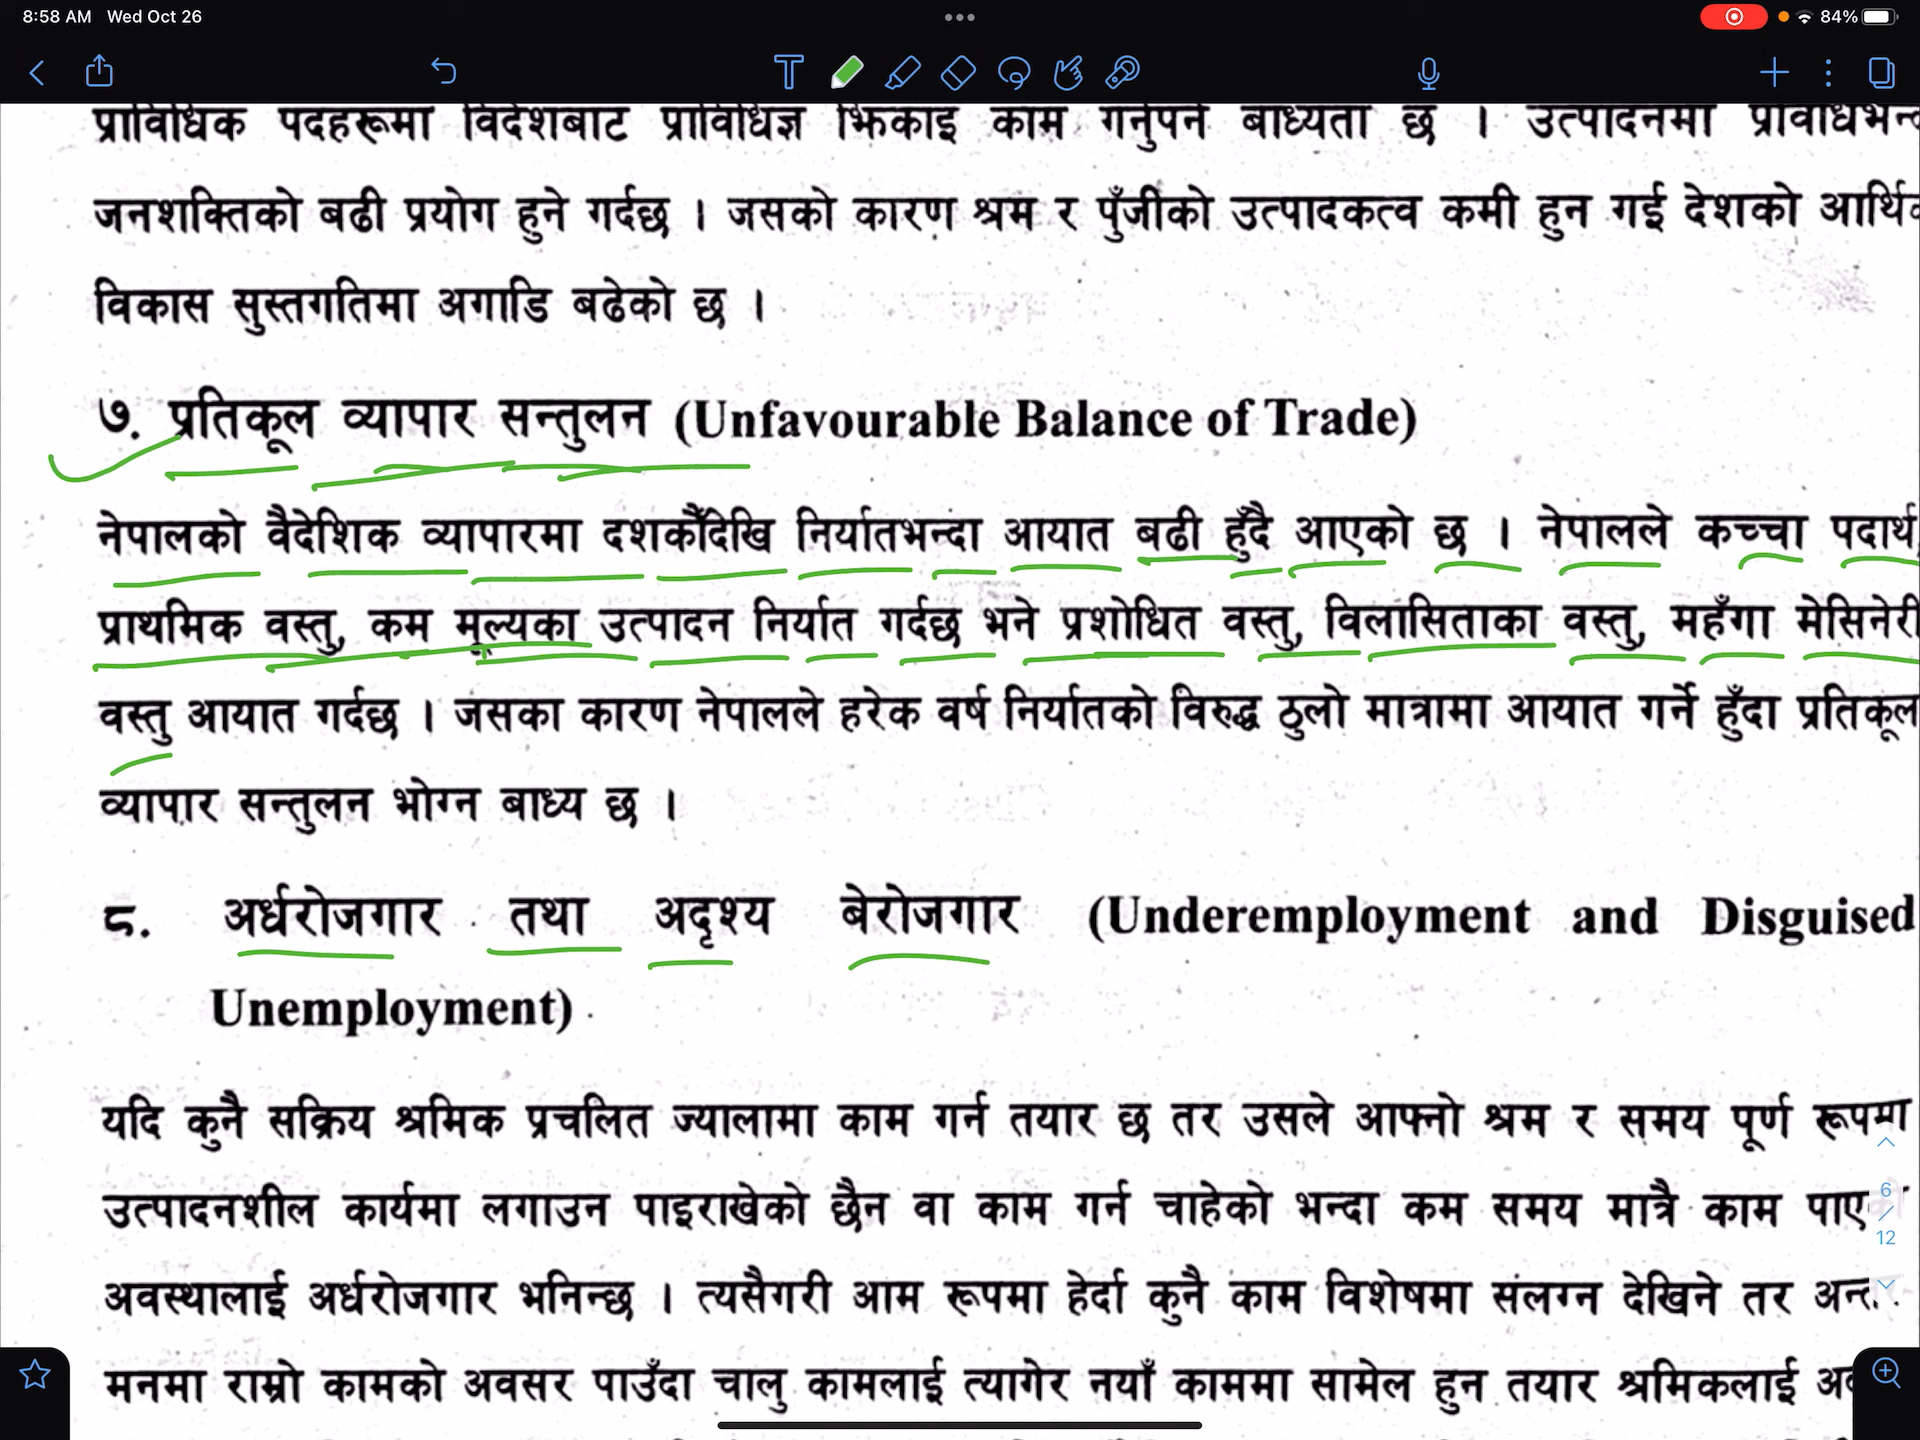 8:58 AM Wed Oct 26
84%
प्राविधिक पदहरूमा विदेशबाट प्राविधिज्ञ झिकाइ काम गर्नुपर्ने बाध्यता छ । उत्पादनमा
जनशक्तिको बढी प्रयोग हुने गर्दछ । जसको कारण श्रम र पुँजीको उत्पादकत्व कमी हुन गई देशको
विकास सुस्तगतिमा अगाडि बढेको छ ।
७. प्रतिकूल व्यापार सन्तुलन (Unfavourable Balance of Trade)
नेपालको वैदेशिक व्यापारमा दशकौंदेखि निर्यातभन्दा आयात बढी हुँदै आएको छ । नेपालले कच्चा पदार्थ
प्राथमिक वस्तु, कम मूल्यका उत्पादन निर्यात गर्दछ भने प्रशोधित वस्तु, विलासिताका वस्तु, महँगा मेसिनेरी
वस्तु आयात गर्दछ । जसका कारण नेपालले हरेक वर्ष निर्यातको विरुद्ध ठुलो मात्रामा आयात गर्ने हुँदा प्रतिकूल
व्यापार सन्तुलन भोग्न बाध्य छ ।
८. अर्धरोजगार तथा अदृश्य बेरोजगार (Underemployment and Disguised
Unemployment)
यदि कुनै सक्रिय श्रमिक प्रचलित ज्यालामा काम गर्न तयार छ तर उसले आफ्नो श्रम र समय पूर्ण रूपमा
उत्पादनशील कार्यमा लगाउन पाइराखेको छैन वा काम गर्न चाहेको भन्दा कम समय मात्रै काम
अवस्थालाई अर्धरोजगार भनिन्छ । त्यसैगरी आम रूपमा हेर्दा कुनै काम विशेषमा संलग्न देखिने तर
मनमा राम्रो कामको अवसर पाउँदा चालु कामलाई त्यागेर नयाँ काममा सामेल हुन तयार श्रमिकलाई
6
/
12